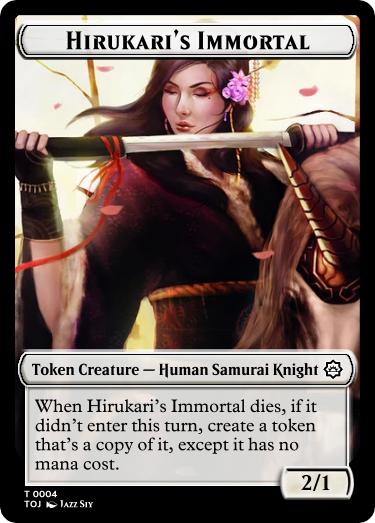 Hirukari's Immortal
Token Creature — Human Samurai Knight
When Hirukari's Immortal dies, if it
didn't enter this turn, create a token
that's a copy of it, except it has no
mana cost.
2/1
T 0004
TOJ Jazz Siy